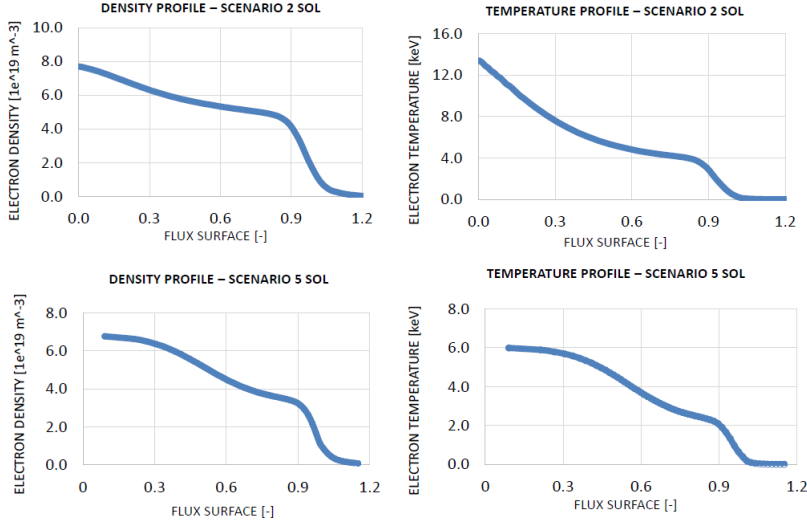 DENSITY PROFILE – SCENARIO 2 SOL
ELECTRON DENSITY [1e^19 m^-3]
10.0
8.0
6.0
4.0
2.0
0.0
0.0 0.3 0.6 0.9 1.2
FLUX SURFACE [-]
TEMPERATURE PROFILE – SCENARIO 2 SOL
ELECTRON TEMPERATURE [keV]
16.0
12.0
8.0
4.0
0.0
0.0 0.3 0.6 0.9 1.2
FLUX SURFACE [-]
DENSITY PROFILE – SCENARIO 5 SOL
ELECTRON DENSITY [1e^19 m^-3]
8.0
6.0
4.0
2.0
0.0
0 0.3 0.6 0.9 1.2
FLUX SURFACE [-]
TEMPERATURE PROFILE – SCENARIO 5 SOL
ELECTRON TEMPERATURE [keV]
8.0
6.0
4.0
2.0
0.0
0 0.3 0.6 0.9 1.2
FLUX SURFACE [-]